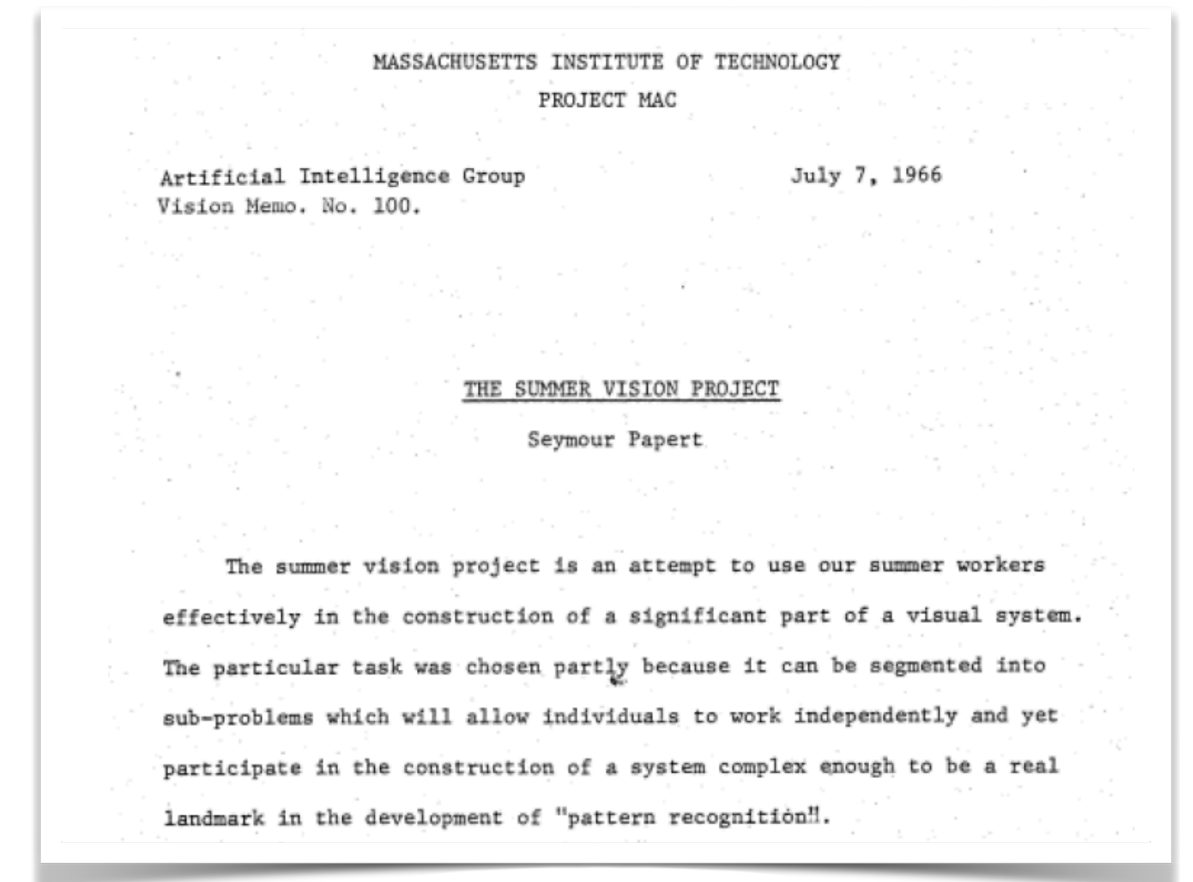 MASSACHUSETTS INSTITUTE OF TECHNOLOGY
PROJECT MAC
Artificial Intelligence Group July 7, 1966
Vision Memo. No. 100.
THE SUMMER VISION PROJECT
Seymour Papert
The summer vision project is an attempt to use our summer workers
effectively in the construction of a significant part of a visual system.
The particular task was chosen partly because it can be segmented into
sub-problems which will allow individuals to work independently and yet
participate in the construction of a system complex enough to be a real
landmark in the development of "pattern recognition".